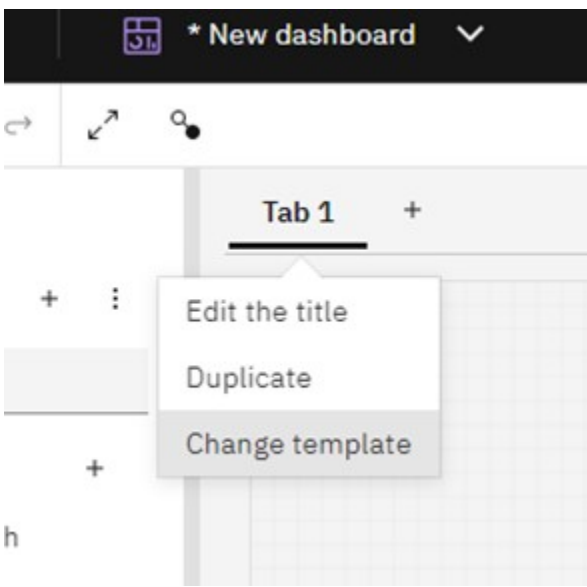 * New dashboard
Tab 1 +
Edit the title
Duplicate
Change template
h